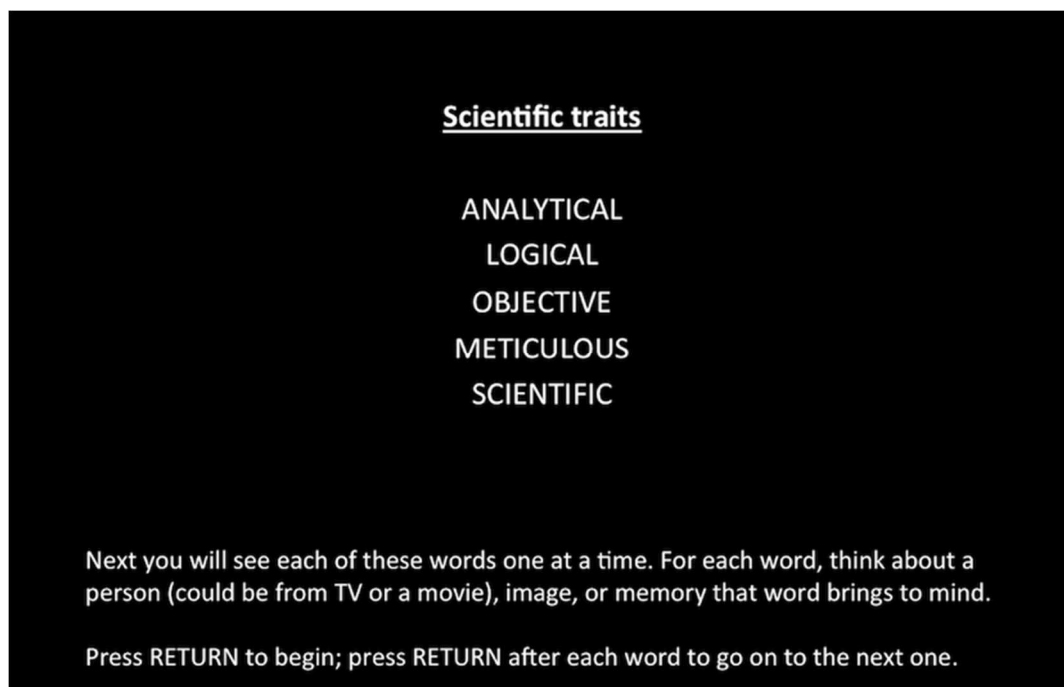 Scientific traits
ANALYTICAL
LOGICAL
OBJECTIVE
METICULOUS
SCIENTIFIC
Next you will see each of these words one at a time. For each word, think about a
person (could be from TV or a movie), image, or memory that word brings to mind.
Press RETURN to begin; press RETURN after each word to go on to the next one.